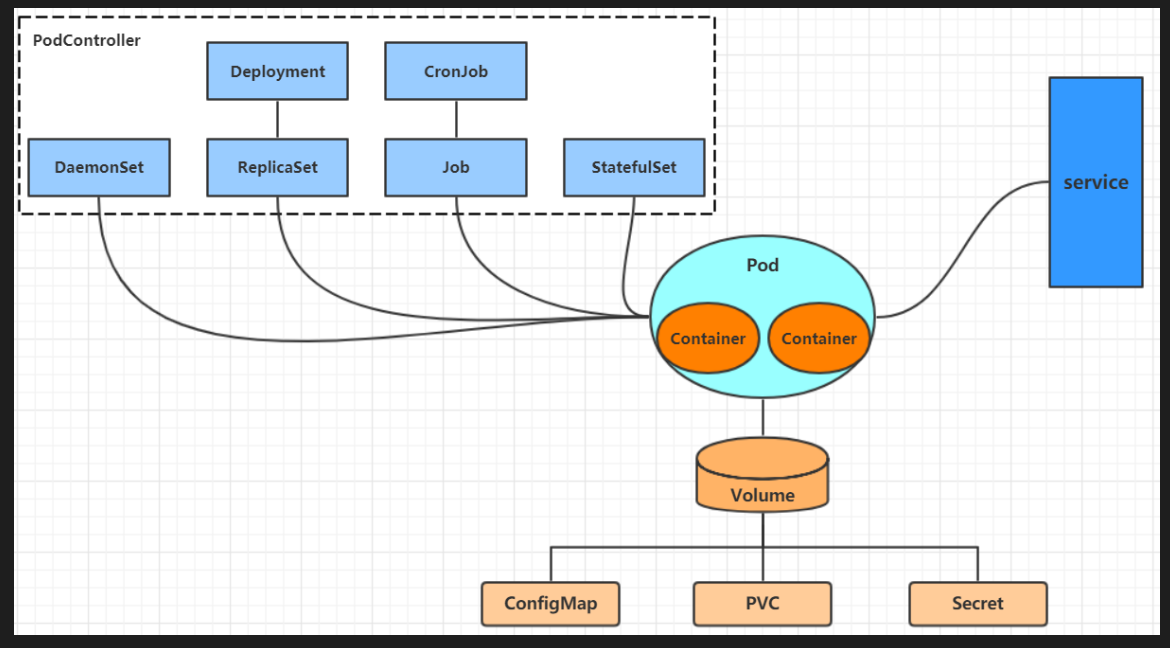 PodController
Deployment
CronJob
DaemonSet
ReplicaSet
Job
StatefulSet
service
Pod
Container
Container
Volume
ConfigMap
PVC
Secret